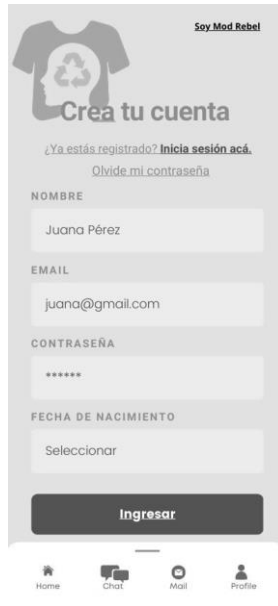 Soy Mod Rebel
Crea tu cuenta
¿Ya estás registrado? Inicia sesión acá.
Olvide mi contraseña
NOMBRE
Juana Pérez
EMAIL
juana@gmail.com
CONTRASEÑA
******
FECHA DE NACIMIENTO
Seleccionar
Ingresar
Home Chat Mail Profile